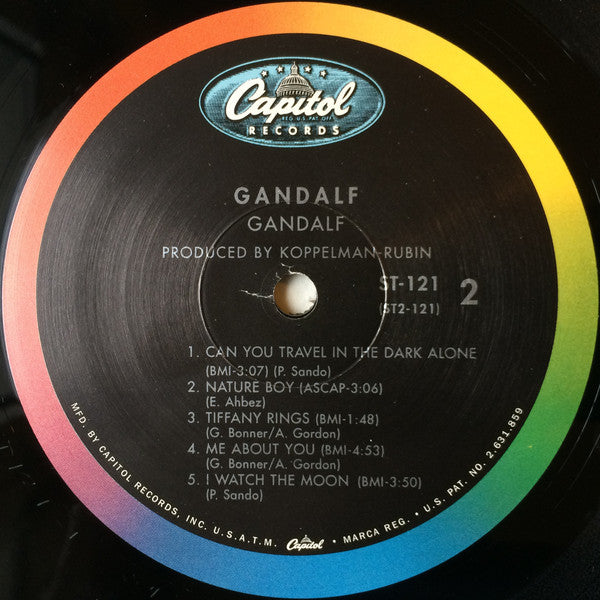 Capitol
REG. U.S. PAT. OFF.
RECORDS
GANDALF
GANDALF
PRODUCED BY KOPPELMAN-RUBIN
ST-121
(ST2-121)
2
1. CAN YOU TRAVEL IN THE DARK ALONE
(BMI-3:07) (P. Sando)
2. NATURE BOY (ASCAP-3:06)
(E. Ahbez)
3. TIFFANY RINGS (BMI-1:48)
(G. Bonner/A. Gordon)
4. ME ABOUT YOU (BMI-4:53)
(G. Bonner/A. Gordon)
5. I WATCH THE MOON (BMI-3:50)
(P. Sando)
MFD. BY CAPITOL RECORDS, INC. U.S.A.T.M. Capitol • MARCA REG. • U.S. PAT. NO. 2,631,859